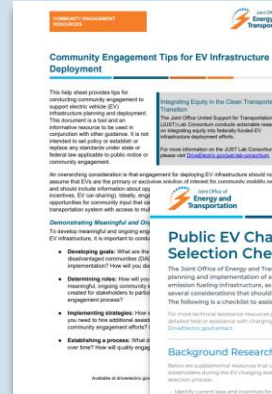 COMMUNITY ENGAGEMENT
RESOURCES
Joint Offi
Energy
Transpor
Community Engagement Tips for EV Infrastructure
Deployment
This help sheet provides tips for
conducting community engagement to
support electric vehicle (EV)
infrastructure planning and deployment.
This document is a tool and an
informative resource to be used in
conjunction with other guidance. It is not
intended to set policy or establish or
replace any standards under state or
federal law applicable to public notice or
community engagement.
Integrating Equity in the Clean Transporta
Transition
The Joint Office United Support for Transportation
(JUST) Lab Consortium conducts actionable resea
on integrating equity into federally funded EV
infrastructure deployment efforts.
For more information on the JUST Lab Consortium
please visit DriveElectric.gov/just-lab-consortium.
An overarching consideration is that engagement for deploying EV infrastructure should no
assume that EVs are the primary or exclusive solution of interest for community mobility ne
and should include information about op
incentives, EV car-sharing). Ideally, eng
opportunities for community input that ca
transportation system with access to mul
Demonstrating Meaningful and On
To develop meaningful and ongoing eng
EV infrastructure, it is important to condu
• Developing goals: What are the
disadvantaged communities (DAC
implementation? How will you do
• Determining roles: How will you
meaningful, ongoing community e
created for stakeholders to partici
engagement process?
• Implementing strategies: How w
you need to hire additional assist
community engagement efforts?
• Establishing a process: What d
over time? How will quality engag
Available at driveelectric.gov
Joint Office of
Energy and
Transportation
Public EV Cha
Selection Che
The Joint Office of Energy and Tra
planning and implementation of a
emission fueling infrastructure, as
several considerations that should
The following is a checklist to assis
For more technical assistance resources
detailed help or assistance with charging
DriveElectric.gov/contact.
Background Research
Below are supplemental resources that c
stakeholders during the EV charging stat
selection process:
Identify current laws and incentives for